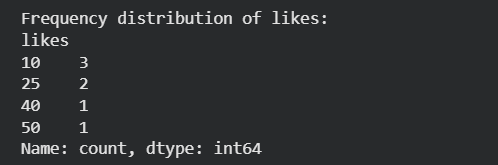 Frequency distribution of likes:
likes
10    3
25    2
40    1
50    1
Name: count, dtype: int64